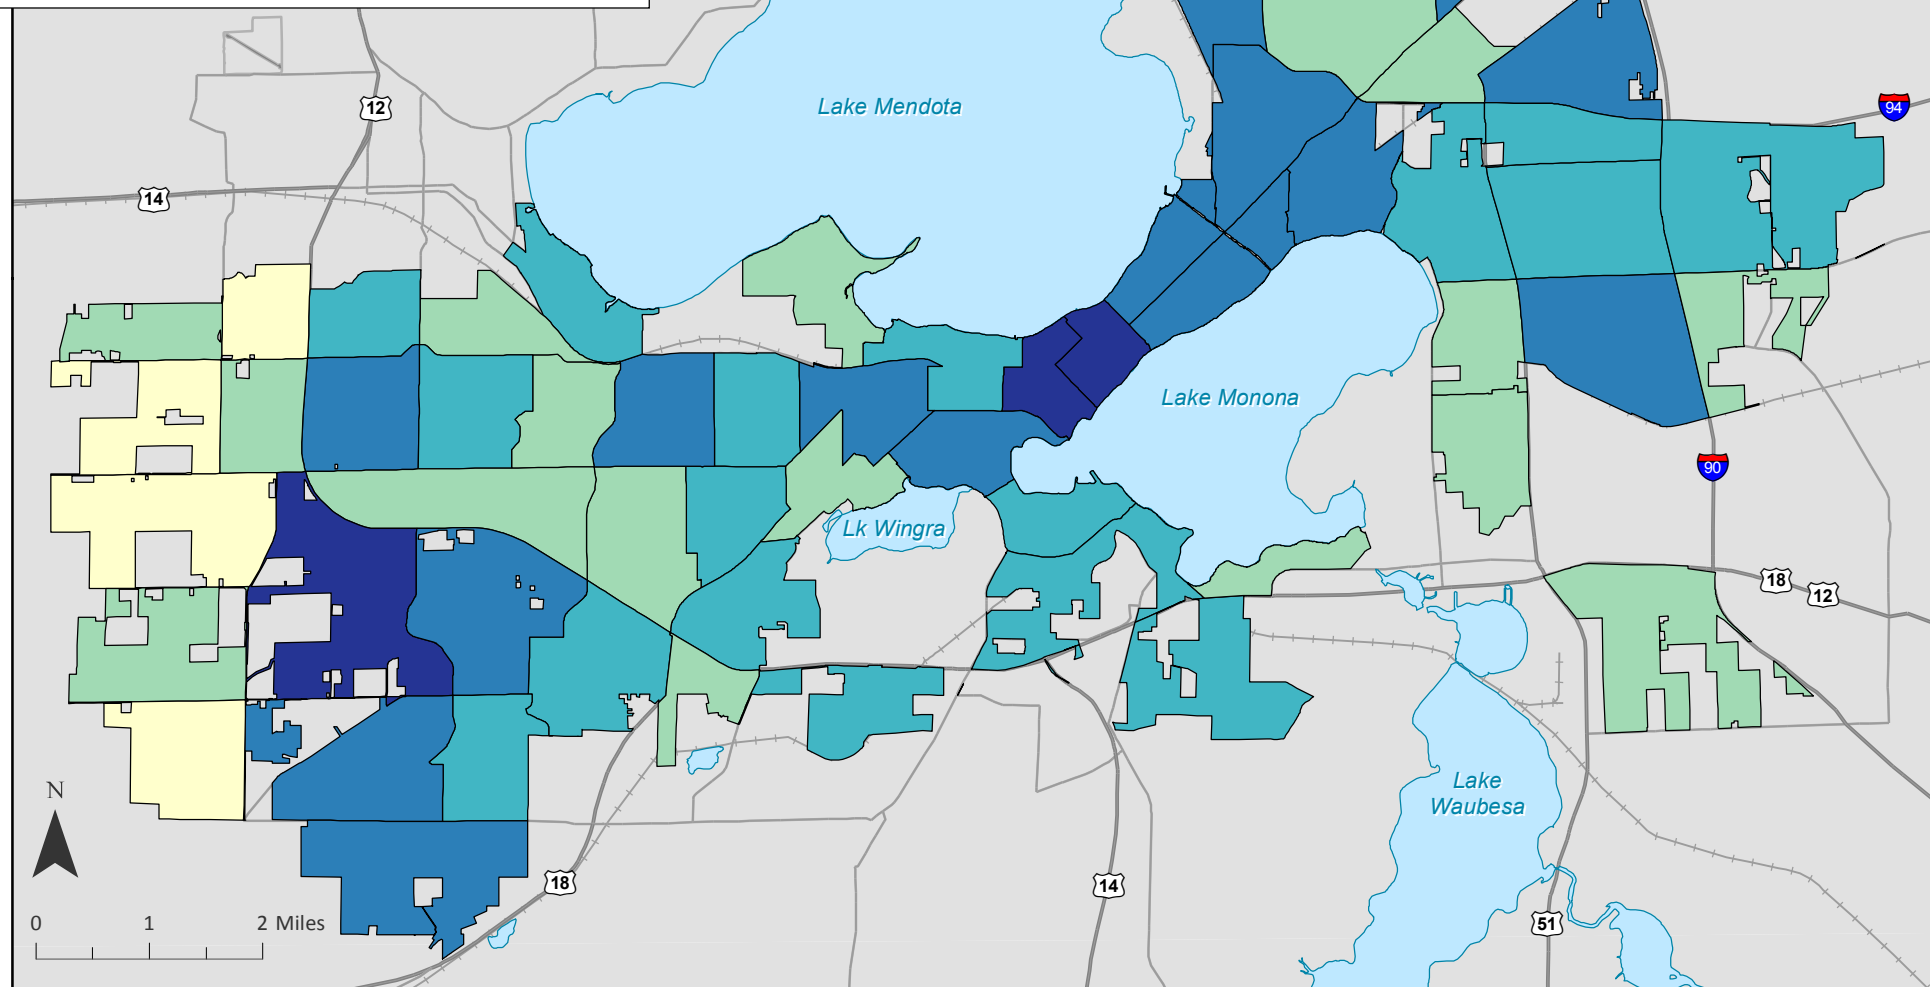 Lake Mendota
12
94
14
Lake Monona
90
Lk Wingra
18
12
Lake
Waubesa
N
18
14
0 1 2 Miles
51